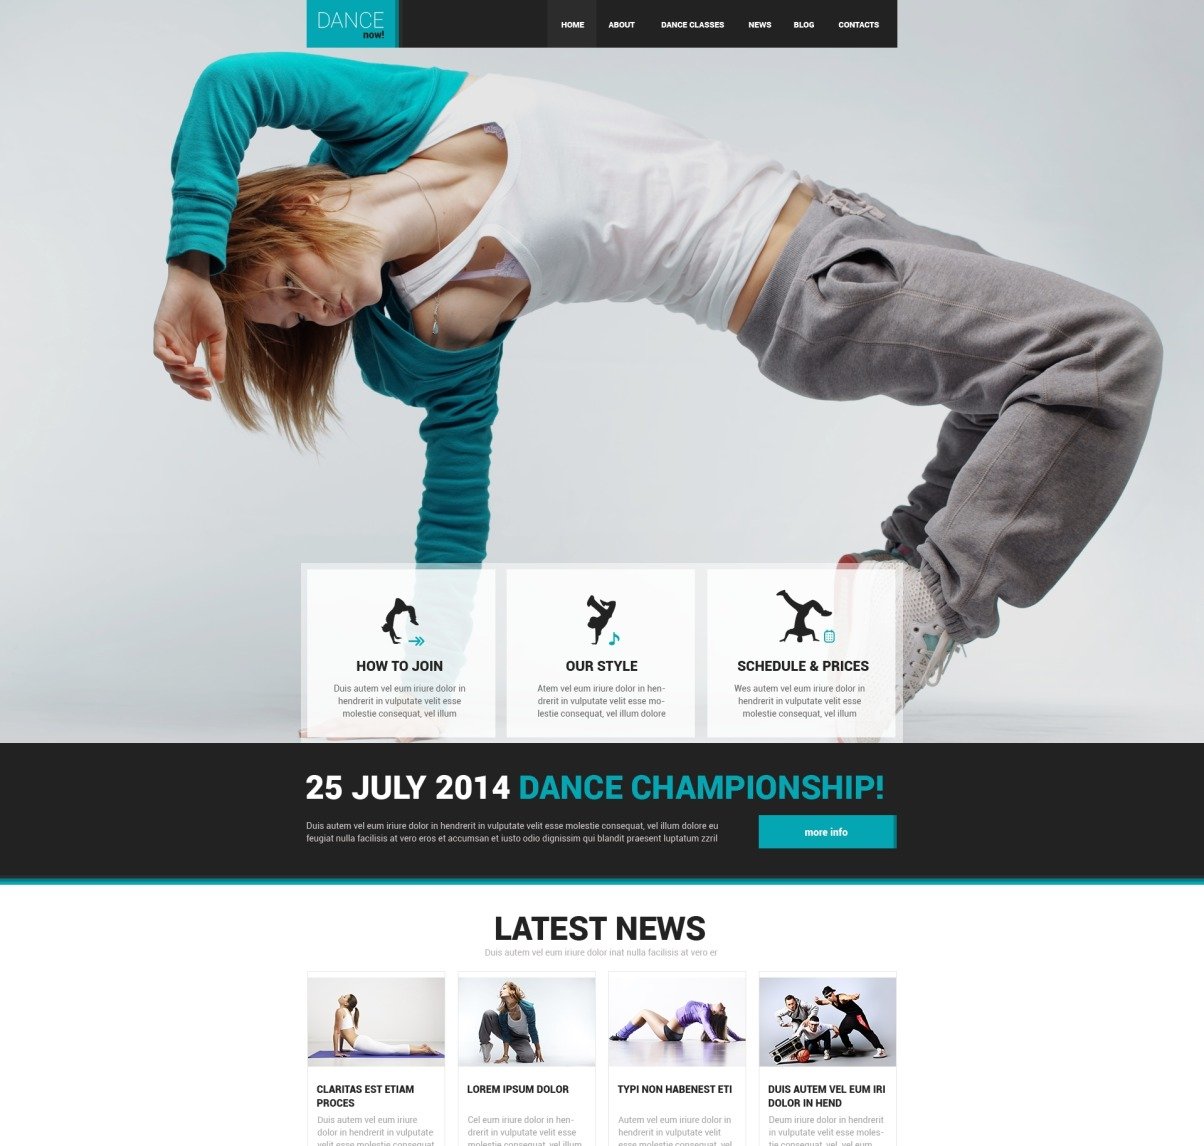 DANCE
now!
HOME ABOUT DANCE CLASSES NEWS BLOG CONTACTS
HOW TO JOIN
Duis autem vel eum iriure dolor in
hendrerit in vulputate velit esse
molestie consequat, vel illum
OUR STYLE
Atem vel eum iriure dolor in hen-
drerit in vulputate velit esse mo-
lestie consequat, vel illum dolore
SCHEDULE & PRICES
Wes autem vel eum iriure dolor in
hendrerit in vulputate velit esse
molestie consequat, vel illum
25 JULY 2014 DANCE CHAMPIONSHIP!
Duis autem vel eum iriure dolor in hendrerit in vulputate velit esse molestie consequat, vel illum dolore eu
feugiat nulla facilisis at vero eros et accumsan et iusto odio dignissim qui blandit praesent luptatum zzril
more info
LATEST NEWS
Duis autem vel eum iriure dolor inat nulla facilisis at vero er
CLARITAS EST ETIAM
PROCES
Duis autem vel eum iriure
dolor in hendrerit in vulputate
velit esse molestie consequat
LOREM IPSUM DOLOR
Cel eum iriure dolor in hen-
drerit in vulputate velit esse
molestie consequat, vel illum
TYPI NON HABENEST ETI
Autem vel eum iriure dolor in
hendrerit in vulputate velit
esse molestie consequat, vel
DUIS AUTEM VEL EUM IRI
DOLOR IN HEND
Deum iriure dolor in hendrerit
in vulputate velit esse moles-
tie consequat, vel, vel eum